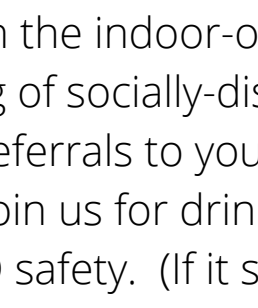 n the indoor-o
g of socially-dis
eferrals to you
oin us for drin
) safety.  (If it s